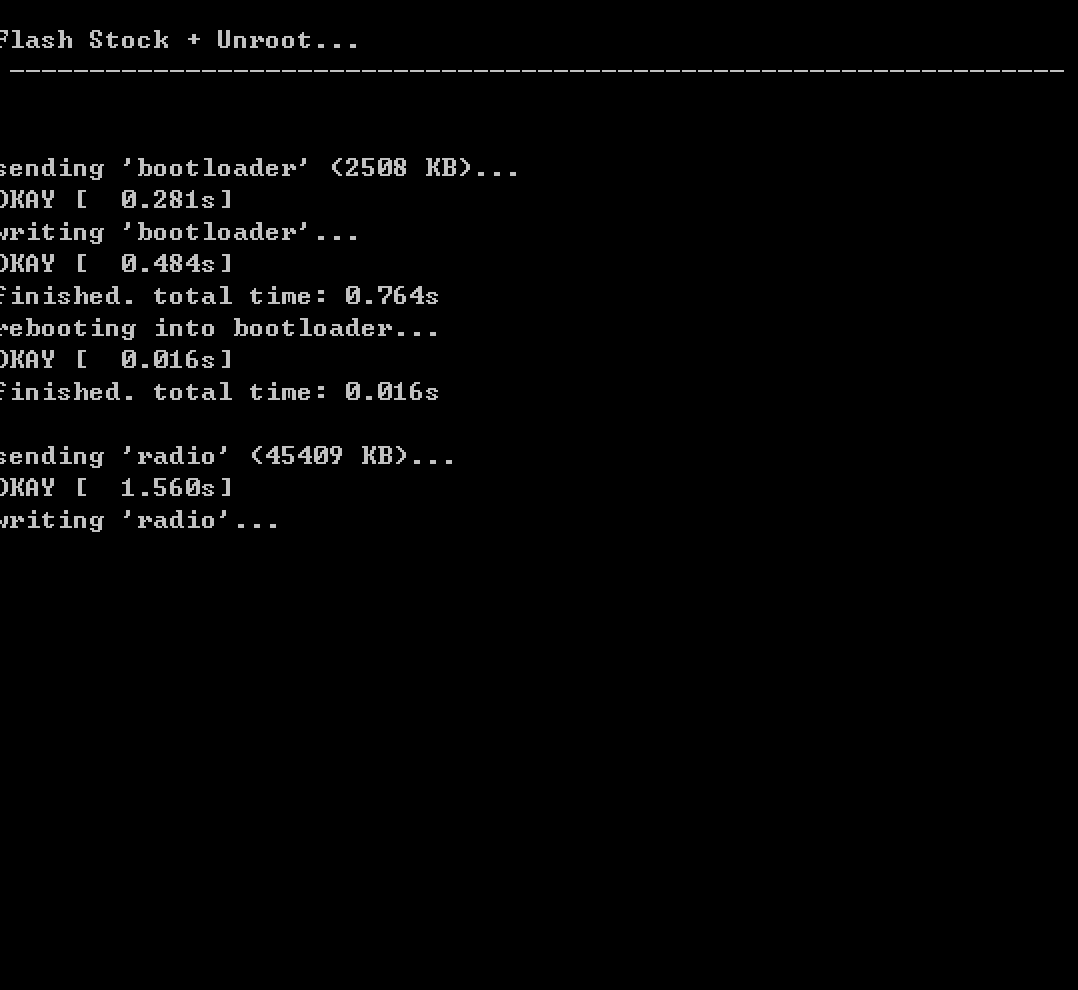 Flash Stock + Unroot...
------------------------------------------------------------------
sending 'bootloader' (2508 KB)...
OKAY [  0.281s]
writing 'bootloader'...
OKAY [  0.484s]
finished. total time: 0.764s
rebooting into bootloader...
OKAY [  0.016s]
finished. total time: 0.016s
sending 'radio' (45409 KB)...
OKAY [  1.560s]
writing 'radio'...